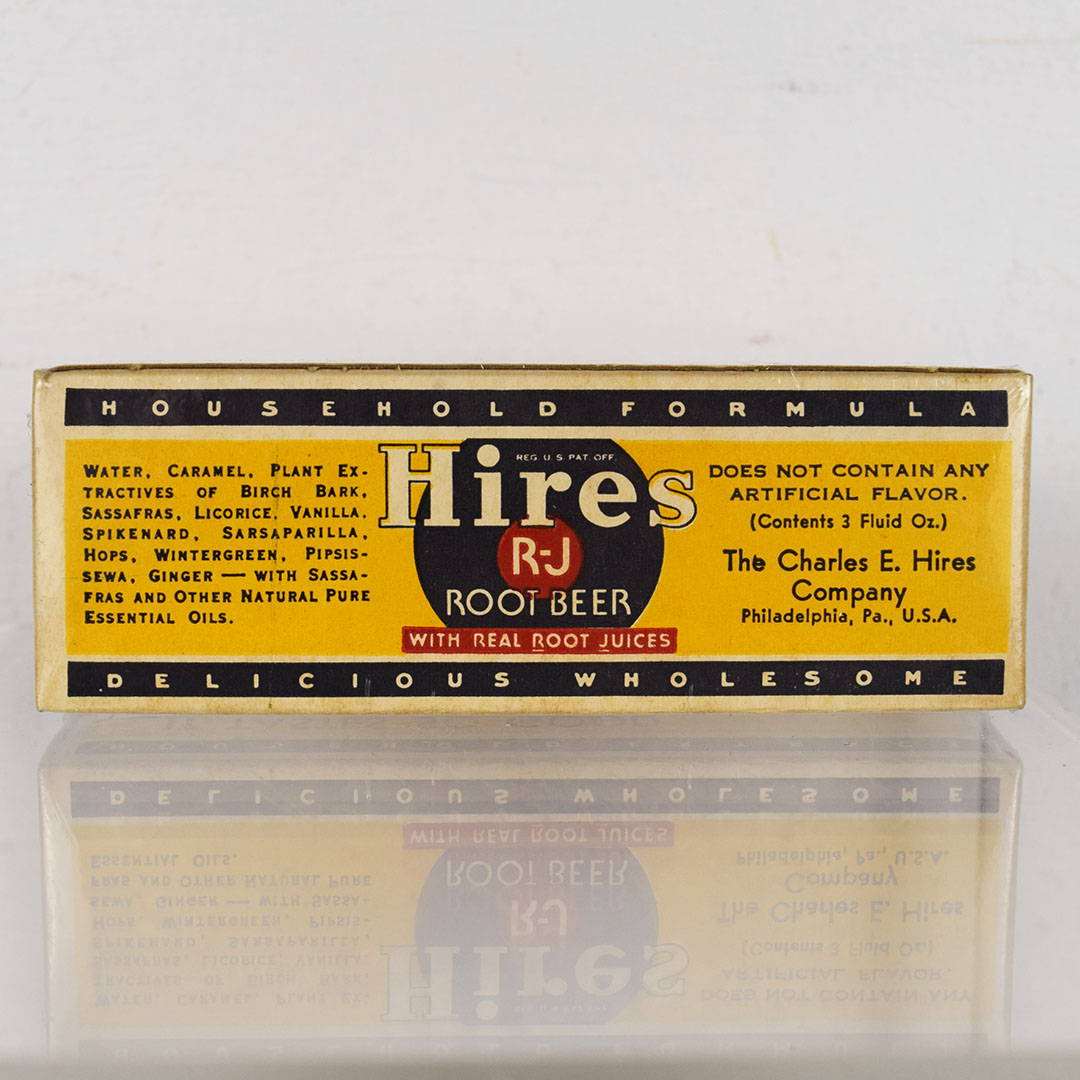 HOUSEHOLD FORMULA
WATER, CARAMEL, PLANT EX-
TRACTIVES OF BIRCH BARK,
SASSAFRAS, LICORICE, VANILLA,
SPIKENARD, SARSAPARILLA,
HOPS, WINTERGREEN, PIPSIS-
SEWA, GINGER — WITH SASSA-
FRAS AND OTHER NATURAL PURE
ESSENTIAL OILS.
REG. U.S. PAT. OFF.
Hires
R-J
ROOT BEER
WITH REAL ROOT JUICES
DOES NOT CONTAIN ANY
ARTIFICIAL FLAVOR.
(Contents 3 Fluid Oz.)
The Charles E. Hires
Company
Philadelphia, Pa., U.S.A.
DELICIOUS WHOLESOME